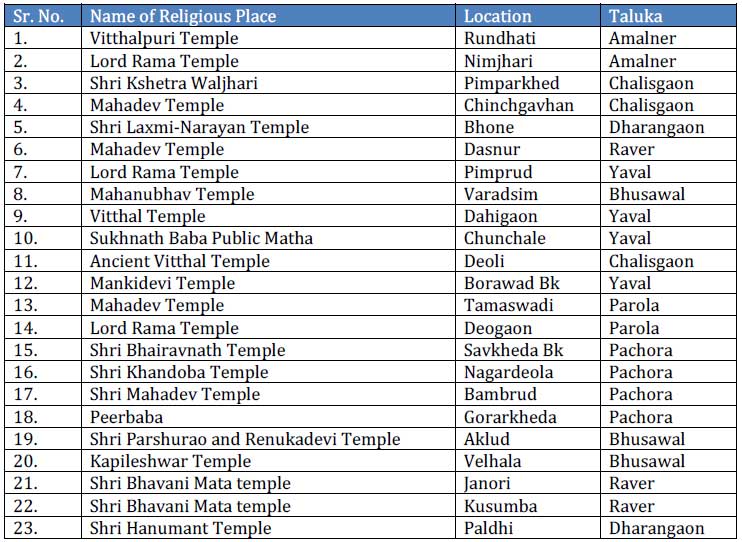 Sr. No. Name of Religious Place Location Taluka
1. Vitthalpuri Temple Rundhati Amalner
2. Lord Rama Temple Nimjhari Amalner
3. Shri Kshetra Waljhari Pimparkhed Chalisgaon
4. Mahadev Temple Chinchgavhan Chalisgaon
5. Shri Laxmi-Narayan Temple Bhone Dharangaon
6. Mahadev Temple Dasnur Raver
7. Lord Rama Temple Pimprud Yaval
8. Mahanubhav Temple Varadsim Bhusawal
9. Vitthal Temple Dahigaon Yaval
10. Sukhnath Baba Public Matha Chunchale Yaval
11. Ancient Vitthal Temple Deoli Chalisgaon
12. Mankidevi Temple Borawad Bk Yaval
13. Mahadev Temple Tamaswadi Parola
14. Lord Rama Temple Deogaon Parola
15. Shri Bhairavnath Temple Savkheda Bk Pachora
16. Shri Khandoba Temple Nagardeola Pachora
17. Shri Mahadev Temple Bambrud Pachora
18. Peerbaba Gorarkheda Pachora
19. Shri Parshurao and Renukadevi Temple Aklud Bhusawal
20. Kapileshwar Temple Velhala Bhusawal
21. Shri Bhavani Mata temple Janori Raver
22. Shri Bhavani Mata temple Kusumba Raver
23. Shri Hanumant Temple Paldhi Dharangaon